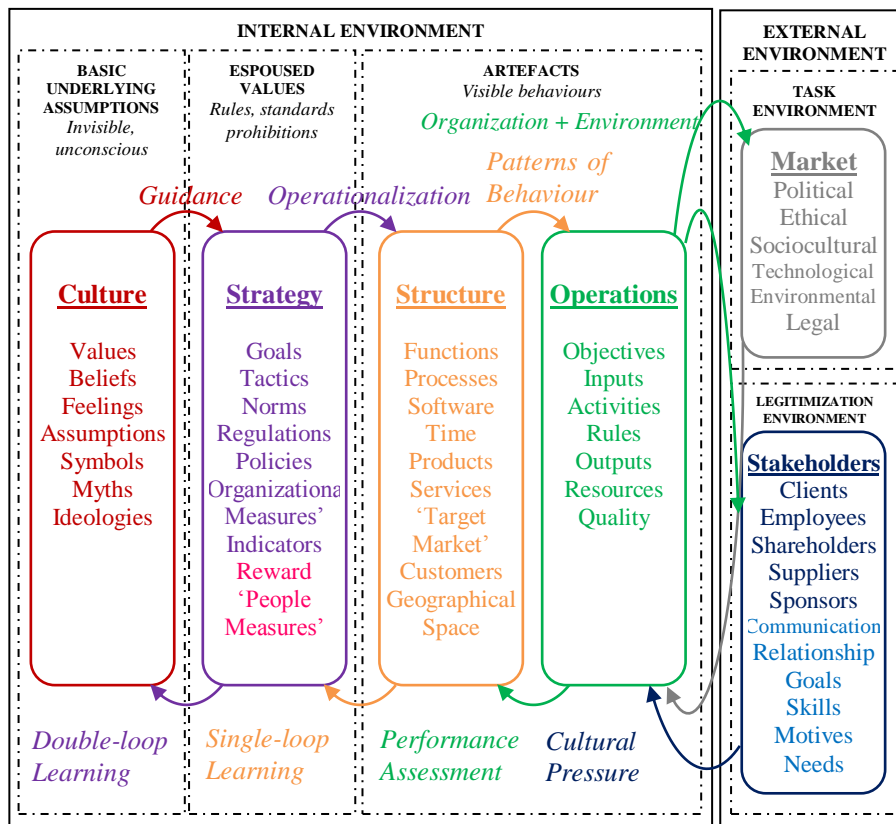 INTERNAL ENVIRONMENT
BASIC
UNDERLYING
ASSUMPTIONS
Invisible,
unconscious
ESPOUSED
VALUES
Rules, standards
prohibitions
ARTEFACTS
Visible behaviours
Organization + Environment
Guidance
Operationalization
Patterns of
Behaviour
Culture
Values
Beliefs
Feelings
Assumptions
Symbols
Myths
Ideologies
Strategy
Goals
Tactics
Norms
Regulations
Policies
Organizationa
Measures’
Indicators
Reward
‘People
Measures’
Structure
Functions
Processes
Software
Time
Products
Services
‘Target
Market’
Customers
Geographical
Space
Operations
Objectives
Inputs
Activities
Rules
Outputs
Resources
Quality
Double-loop
Learning
Single-loop
Learning
Performance
Assessment
Cultural
Pressure
EXTERNAL
ENVIRONMENT
TASK
ENVIRONMENT
Market
Political
Ethical
Sociocultural
Technological
Environmental
Legal
LEGITIMIZATION
ENVIRONMENT
Stakeholders
Clients
Employees
Shareholders
Suppliers
Sponsors
Communication
Relationship
Goals
Skills
Motives
Needs